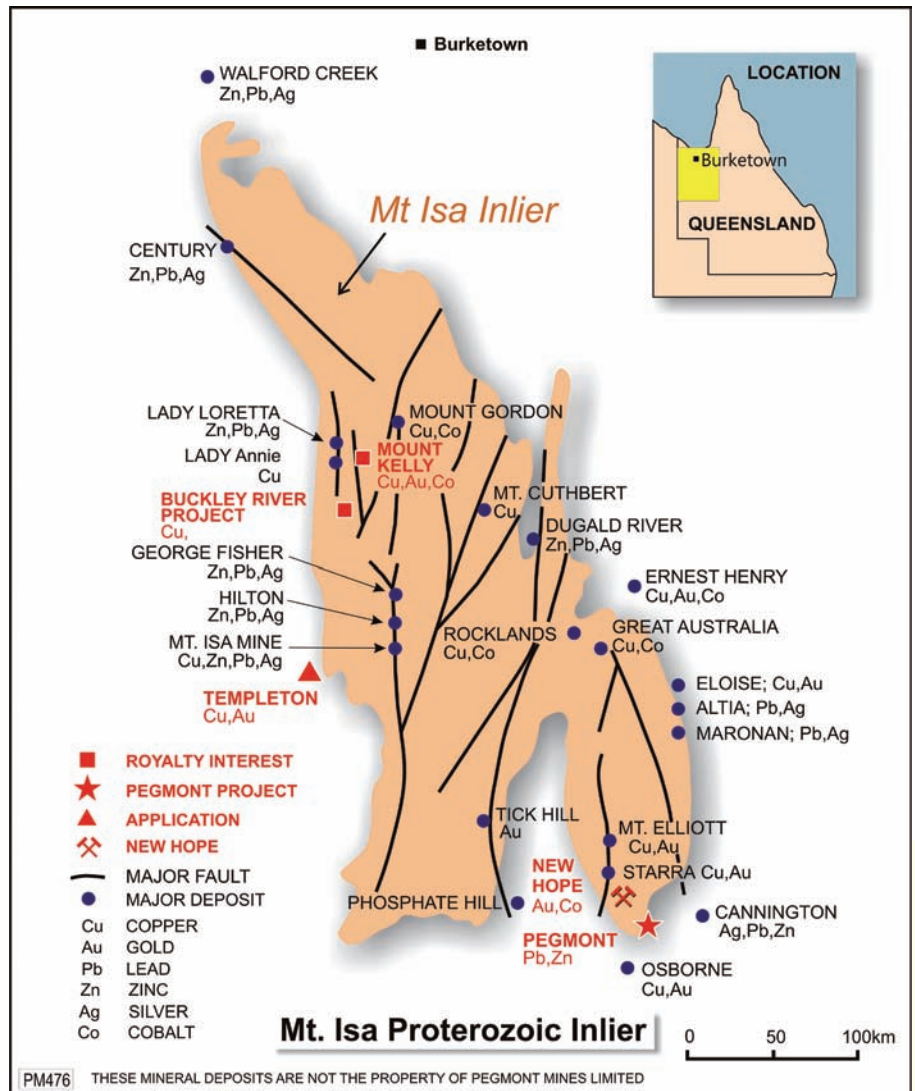 Burketown
WALFORD CREEK
Zn,Pb,Ag
LOCATION
Burketown
QUEENSLAND
Mt Isa Inlier
CENTURY
Zn,Pb,Ag
LADY LORETTA
Zn,Pb,Ag
LADY Annie
Cu
BUCKLEY RIVER
PROJECT
Cu,
MOUNT GORDON
Cu,Co
MOUNT
KELLY
Cu,Au,Co
MT. CUTHBERT
Cu,
DUGALD RIVER
Zn,Pb,Ag
GEORGE FISHER
Zn,Pb,Ag
HILTON
Zn,Pb,Ag
MT. ISA MINE
Cu,Zn,Pb,Ag
TEMPLETON
Cu,Au
ERNEST HENRY
Cu,Au,Co
ROCKLANDS
Cu,Co
GREAT AUSTRALIA
Cu,Co
ELOISE; Cu,Au
ALTIA; Pb,Ag
MARONAN; Pb,Ag
TICK HILL
Au
MT. ELLIOTT
Cu,Au
STARRA Cu,Au
NEW
HOPE
Au,Co
PHOSPHATE HILL
PEGMONT
Pb,Zn
CANNINGTON
Ag,Pb,Zn
OSBORNE
Cu,Au
ROYALTY INTEREST
PEGMONT PROJECT
APPLICATION
NEW HOPE
MAJOR FAULT
MAJOR DEPOSIT
Cu COPPER
Au GOLD
Pb LEAD
Zn ZINC
Ag SILVER
Co COBALT
Mt. Isa Proterozoic Inlier
0 50 100km
PM476 THESE MINERAL DEPOSITS ARE NOT THE PROPERTY OF PEGMONT MINES LIMITED